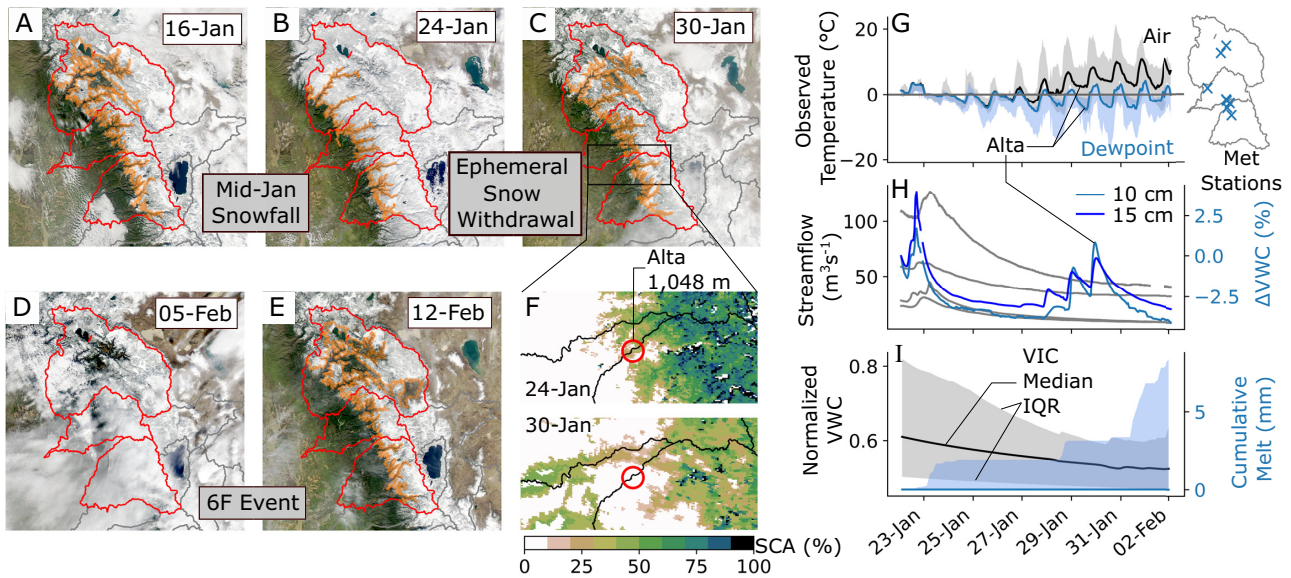 A
16-Jan
B
24-Jan
C
30-Jan
Mid-Jan
Snowfall
Ephemeral
Snow
Withdrawal
D
05-Feb
E
12-Feb
6F Event
Alta
1,048 m
F
24-Jan
30-Jan
0 25 50 75 100
SCA (%)
G
Observed
Temperature (°C)
20
0
−20
Air
Alta
Dewpoint
Met
Stations
H
Streamflow
(m³s⁻¹)
100
50
10 cm
15 cm
2.5
0.0
−2.5
ΔVWC (%)
I
Normalized
VWC
0.8
0.6
VIC
Median
IQR
5
0
Cumulative
Melt (mm)
23-Jan
25-Jan
27-Jan
29-Jan
31-Jan
02-Feb